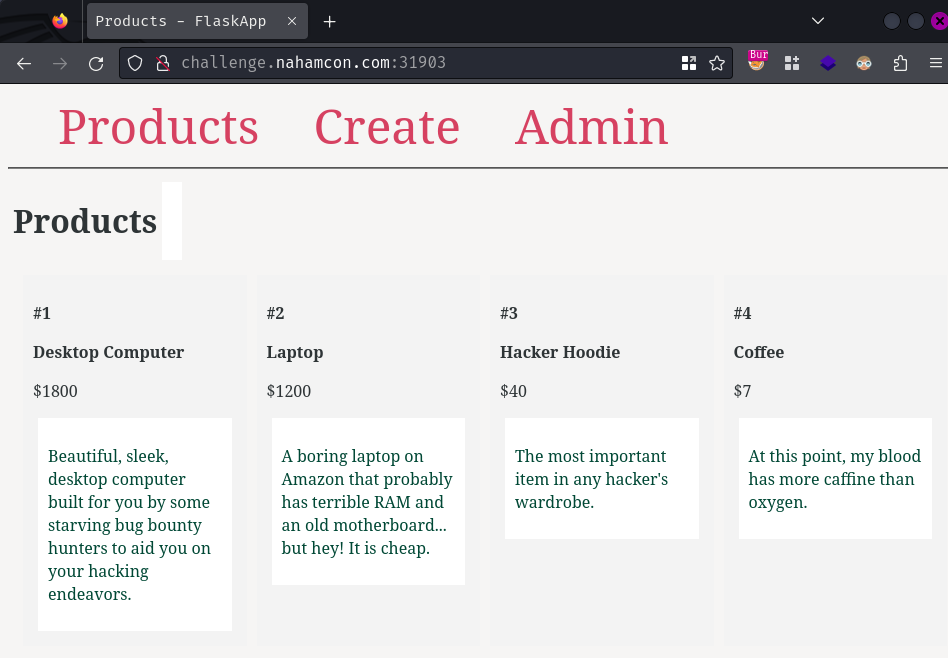 Products – FlaskApp
Bur
challenge.nahamcon.com:31903
Products Create Admin
Products
#1
Desktop Computer
$1800
Beautiful, sleek,
desktop computer
built for you by some
starving bug bounty
hunters to aid you on
your hacking
endeavors.
#2
Laptop
$1200
A boring laptop on
Amazon that probably
has terrible RAM and
an old motherboard...
but hey! It is cheap.
#3
Hacker Hoodie
$40
The most important
item in any hacker's
wardrobe.
#4
Coffee
$7
At this point, my blood
has more caffine than
oxygen.